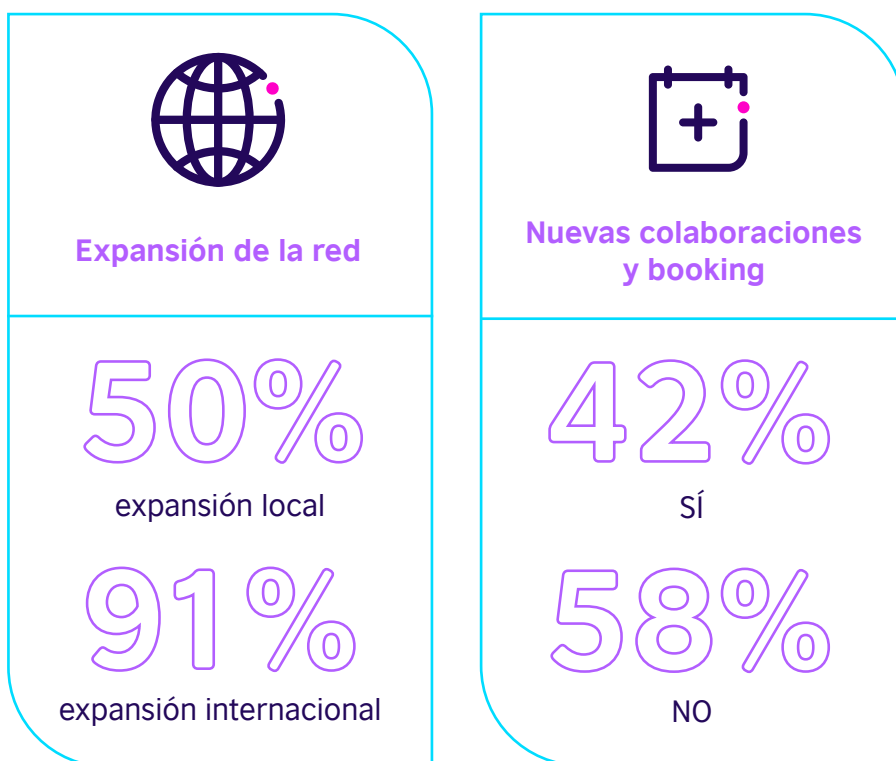 Expansión de la red
50%
expansión local
91%
expansión internacional
Nuevas colaboraciones
y booking
42%
SÍ
58%
NO